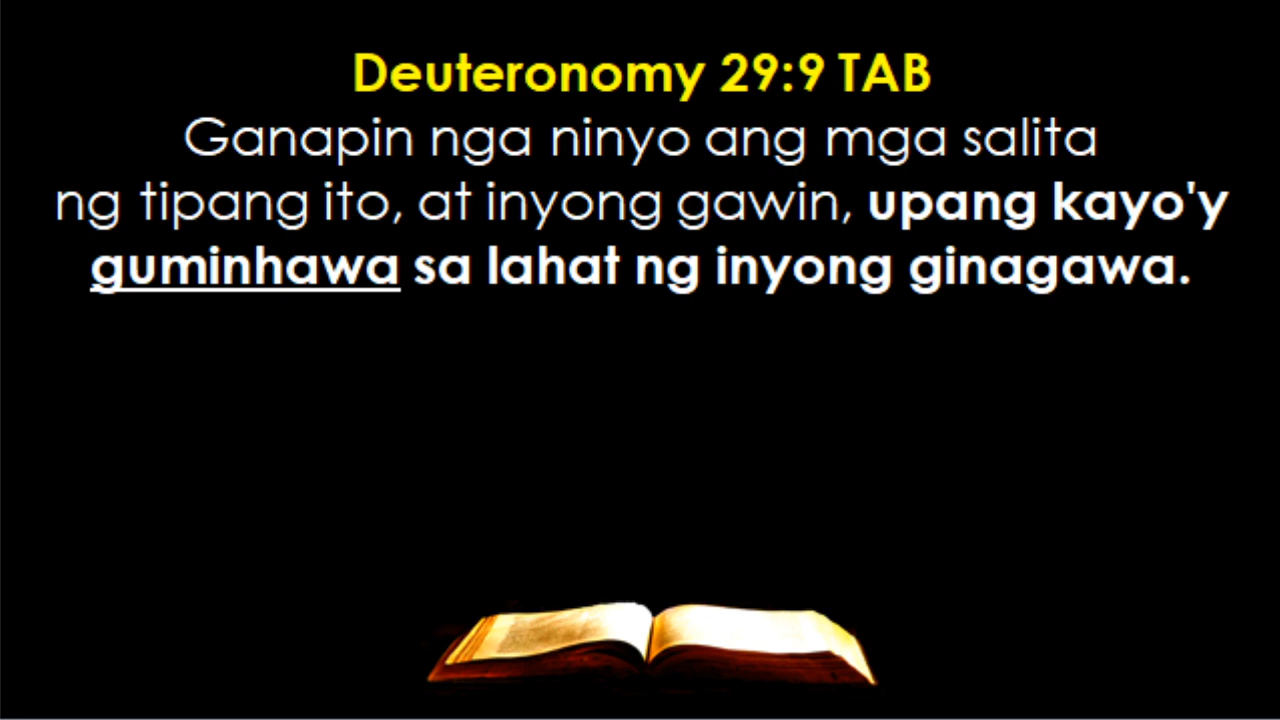 Deuteronomy 29:9 TAB
Ganapin nga ninyo ang mga salita
ng tipang ito, at inyong gawin, upang kayo'y
guminhawa sa lahat ng inyong ginagawa.